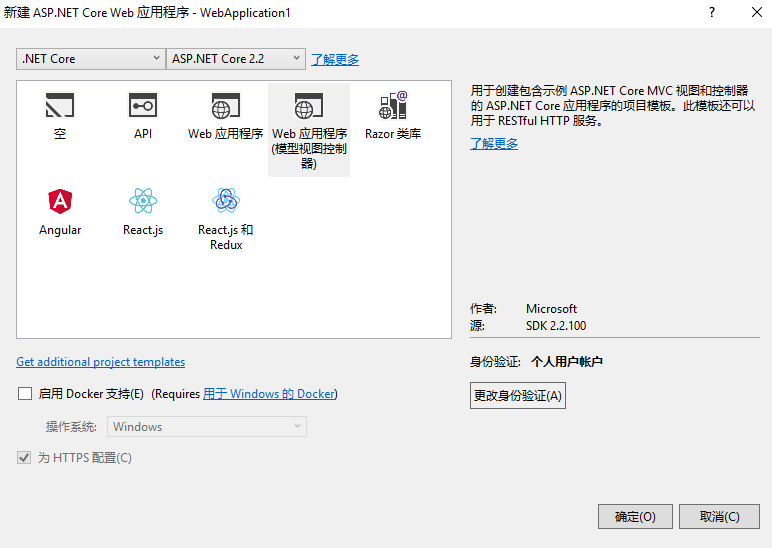 新建 ASP.NET Core Web 应用程序 - WebApplication1
?
.NET Core
ASP.NET Core 2.2
了解更多
空
API
Web 应用程序
Web 应用程序
(模型视图控制
器)
Razor 类库
Angular
React.js
React.js 和
Redux
用于创建包含示例 ASP.NET Core MVC 视图和控制器
的 ASP.NET Core 应用程序的项目模板。此模板还可以
用于 RESTful HTTP 服务。
了解更多
作者: Microsoft
源: SDK 2.2.100
Get additional project templates
身份验证: 个人用户帐户
更改身份验证(A)
启用 Docker 支持(E) (Requires 用于 Windows 的 Docker)
操作系统: Windows
为 HTTPS 配置(C)
确定(O)
取消(C)